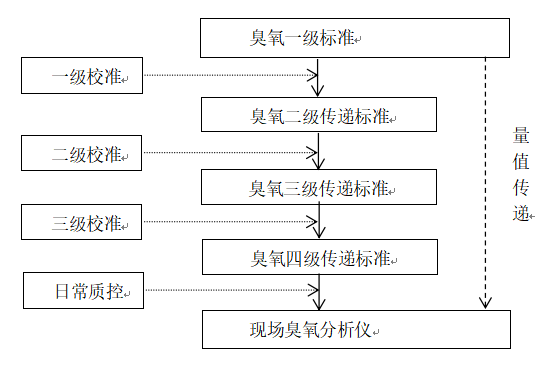 臭氧一级标准
一级校准
臭氧二级传递标准
二级校准
臭氧三级传递标准
三级校准
臭氧四级传递标准
日常质控
现场臭氧分析仪
量
值
传
递